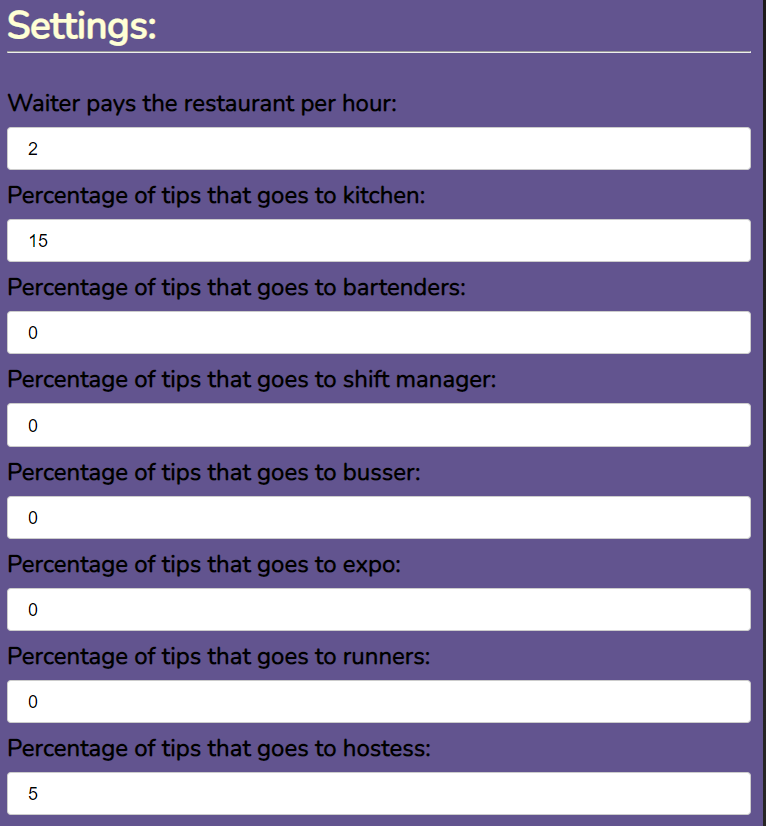 Settings:
Waiter pays the restaurant per hour:
2
Percentage of tips that goes to kitchen:
15
Percentage of tips that goes to bartenders:
0
Percentage of tips that goes to shift manager:
0
Percentage of tips that goes to busser:
0
Percentage of tips that goes to expo:
0
Percentage of tips that goes to runners:
0
Percentage of tips that goes to hostess:
5